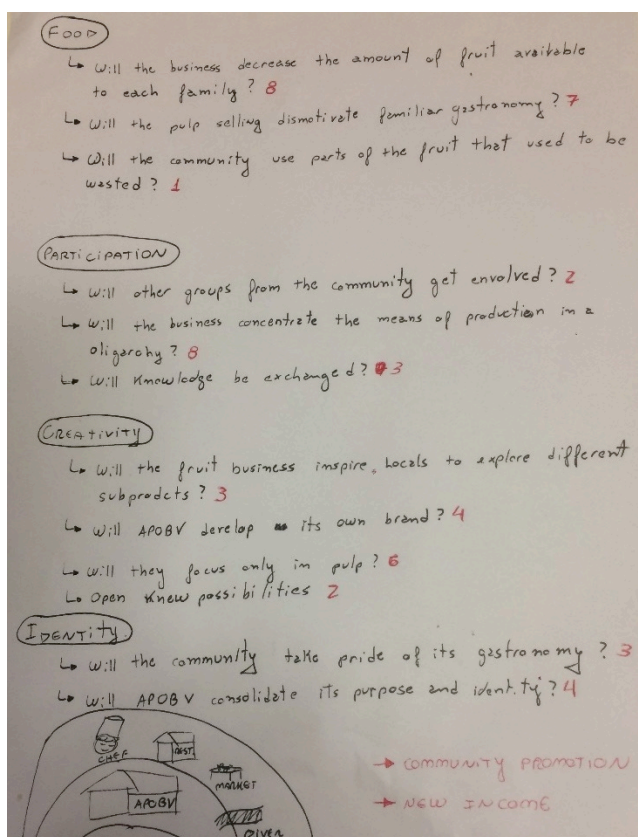 FOOD
↳ Will the business decrease the amount of fruit available
to each family? 8
↳ Will the pulp selling dismotivate familiar gastronomy? 7
↳ Will the community use parts of the fruit that used to be
wasted? 1
PARTICIPATION
↳ Will other groups from the community get envolved? 2
↳ Will the business concentrate the means of production in a
oligarchy? 8
↳ Will Knowledge be exchanged? 3
CREATIVITY
↳ Will the fruit business inspire, Locals to explore different
subprodcts? 3
↳ Will APOBV develop its own brand? 4
↳ Will they focus only in pulp? 6
↳ Open Knew possibilities 2
IDENTITY
↳ Will the community take pride of its gastronomy? 3
↳ Will APOBV consolidate its purpose and identity? 4
CHEF
REST.
MARKET
APOBV
RIVER
→ COMMUNITY PROMOTION
→ NEW INCOME